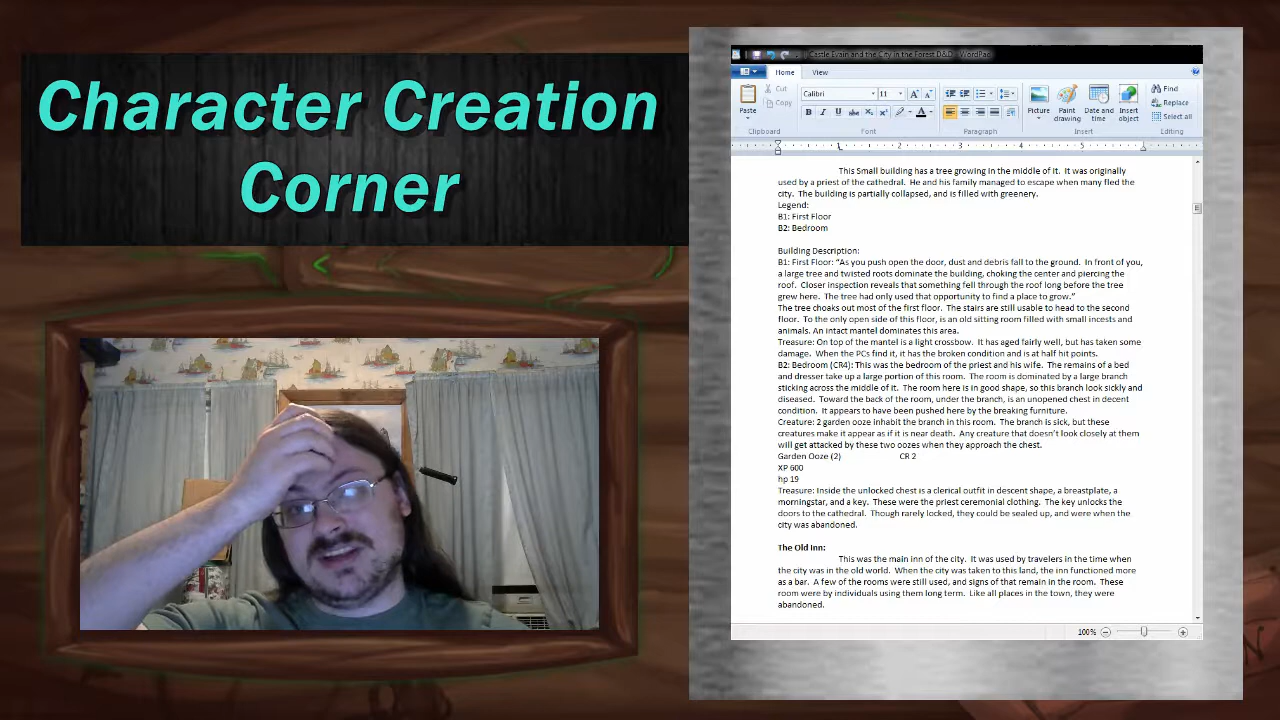 Character Creation
Corner
Castle Evain and the City in the Forest D&D - WordPad
Home
View
Paste
Cut
Copy
Clipboard
Calibri
11
Font
Paragraph
Picture
Paint drawing
Date and time
Insert object
Insert
Find
Replace
Select all
Editing
1 2 3 4 5
This Small building has a tree growing in the middle of it. It was originally
used by a priest of the cathedral. He and his family managed to escape when many fled the
city. The building is partially collapsed, and is filled with greenery.
Legend:
B1: First Floor
B2: Bedroom
Building Description:
B1: First Floor: “As you push open the door, dust and debris fall to the ground. In front of you,
a large tree and twisted roots dominate the building, choking the center and piercing the
roof. Closer inspection reveals that something fell through the roof long before the tree
grew here. The tree had only used that opportunity to find a place to grow.”
The tree choaks out most of the first floor. The stairs are still usable to head to the second
floor. To the only open side of this floor, is an old sitting room filled with small incests and
animals. An intact mantel dominates this area.
Treasure: On top of the mantel is a light crossbow. It has aged fairly well, but has taken some
damage. When the PCs find it, it has the broken condition and is at half hit points.
B2: Bedroom (CR4): This was the bedroom of the priest and his wife. The remains of a bed
and dresser take up a large portion of this room. The room is dominated by a large branch
sticking across the middle of it. The room here is in good shape, so this branch look sickly and
diseased. Toward the back of the room, under the branch, is an unopened chest in decent
condition. It appears to have been pushed here by the breaking furniture.
Creature: 2 garden ooze inhabit the branch in this room. The branch is sick, but these
creatures make it appear as if it is near death. Any creature that doesn’t look closely at them
will get attacked by these two oozes when they approach the chest.
Garden Ooze (2) CR 2
XP 600
hp 19
Treasure: Inside the unlocked chest is a clerical outfit in descent shape, a breastplate, a
morningstar, and a key. These were the priest ceremonial clothing. The key unlocks the
doors to the cathedral. Though rarely locked, they could be sealed up, and were when the
city was abandoned.
The Old Inn:
This was the main inn of the city. It was used by travelers in the time when
the city was in the old world. When the city was taken to this land, the inn functioned more
as a bar. A few of the rooms were still used, and signs of that remain in the room. These
room were by individuals using them long term. Like all places in the town, they were
abandoned.
100%